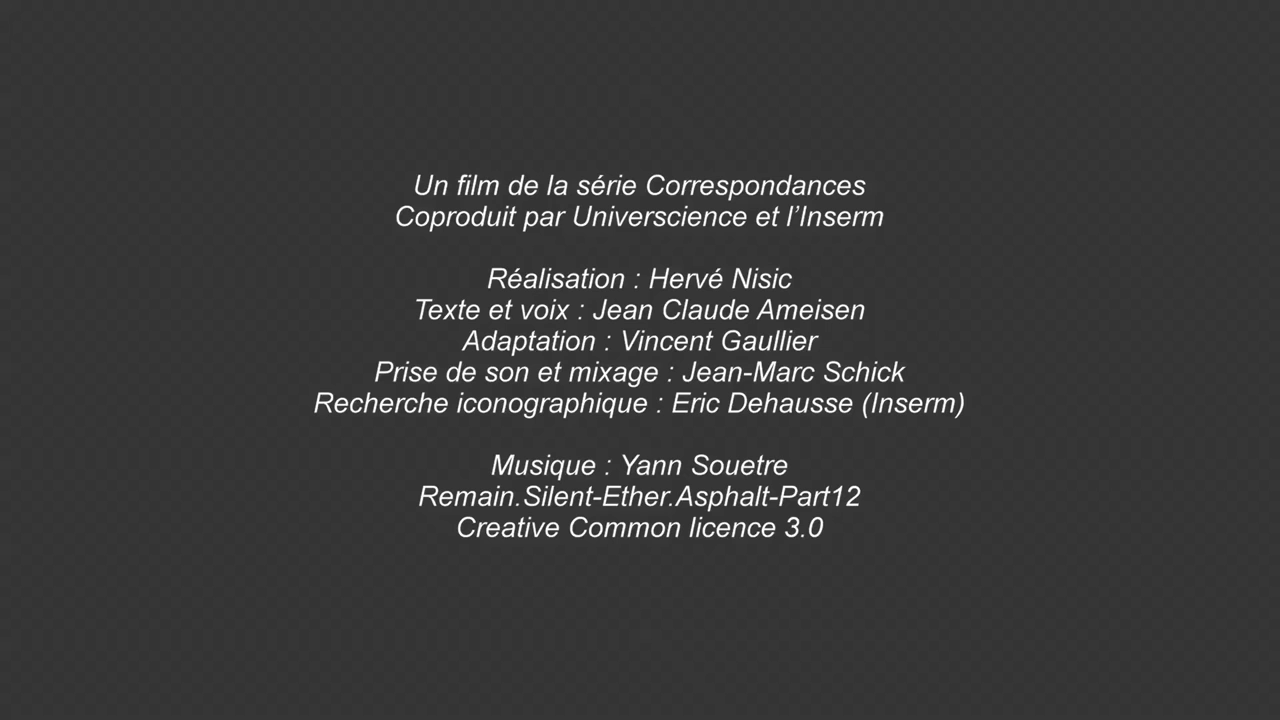 Un film de la série Correspondances
Coproduit par Universcience et l’Inserm
Réalisation : Hervé Nisic
Texte et voix : Jean Claude Ameisen
Adaptation : Vincent Gaullier
Prise de son et mixage : Jean-Marc Schick
Recherche iconographique : Eric Dehausse (Inserm)
Musique : Yann Souetre
Remain.Silent-Ether.Asphalt-Part12
Creative Common licence 3.0